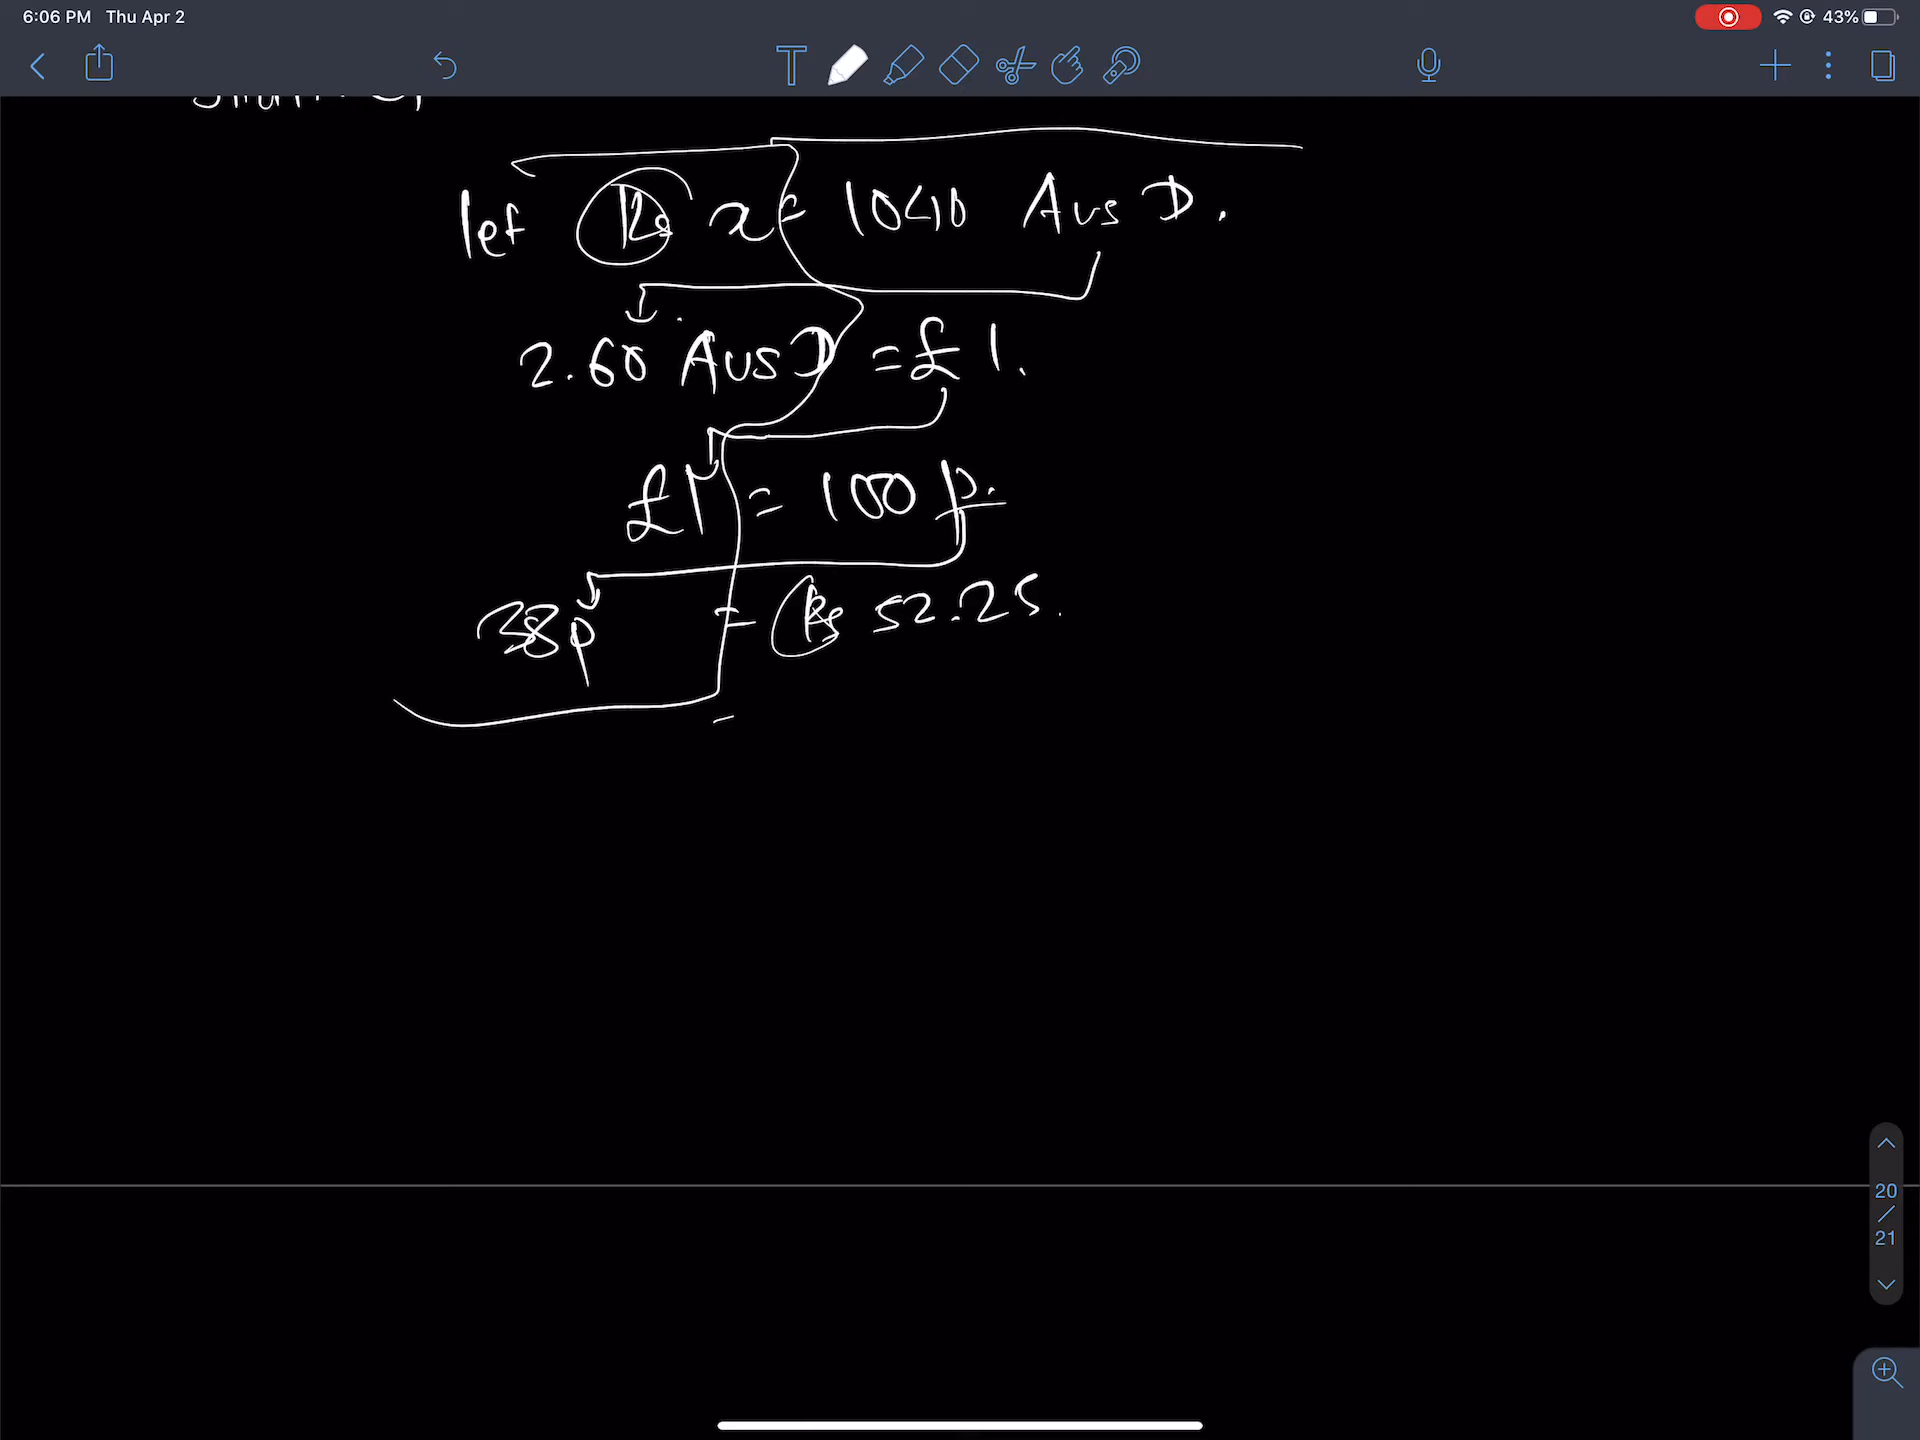 6:06 PM Thu Apr 2
43%
T
let Rs x = 1040 Aus D.
2.60 Aus D = £ 1.
£1 = 100 p.
38p = Rs 52.25.
=
20
/
21